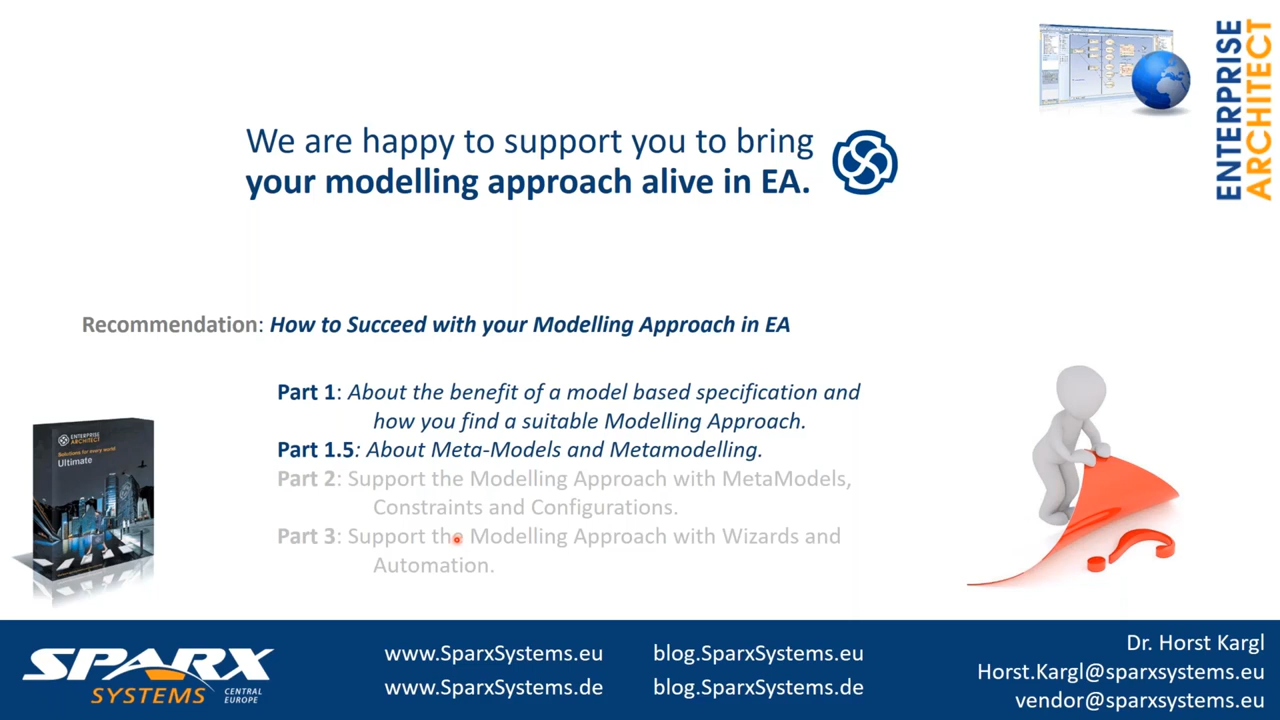 ENTERPRISE
ARCHITECT
We are happy to support you to bring
your modelling approach alive in EA.
Recommendation: How to Succeed with your Modelling Approach in EA
Part 1: About the benefit of a model based specification and
how you find a suitable Modelling Approach.
Part 1.5: About Meta-Models and Metamodelling.
Part 2: Support the Modelling Approach with MetaModels,
Constraints and Configurations.
Part 3: Support the Modelling Approach with Wizards and
Automation.
ENTERPRISE
ARCHITECT
Solutions for every world
Ultimate
SPARX
SYSTEMS
CENTRAL
EUROPE
www.SparxSystems.eu
www.SparxSystems.de
blog.SparxSystems.eu
blog.SparxSystems.de
Dr. Horst Kargl
Horst.Kargl@sparxsystems.eu
vendor@sparxsystems.eu